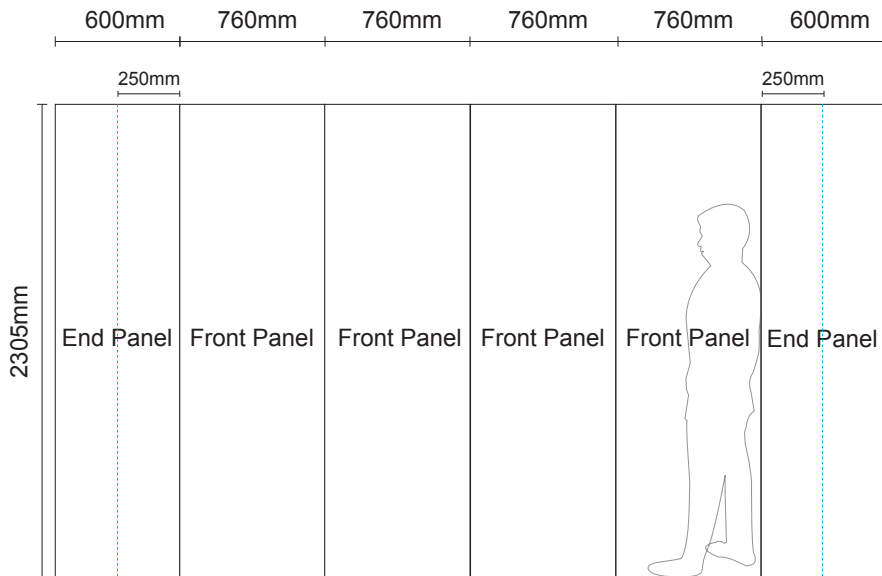 600mm 760mm 760mm 760mm 760mm 600mm
250mm 250mm
2305mm
End Panel Front Panel Front Panel Front Panel Front Panel End Panel